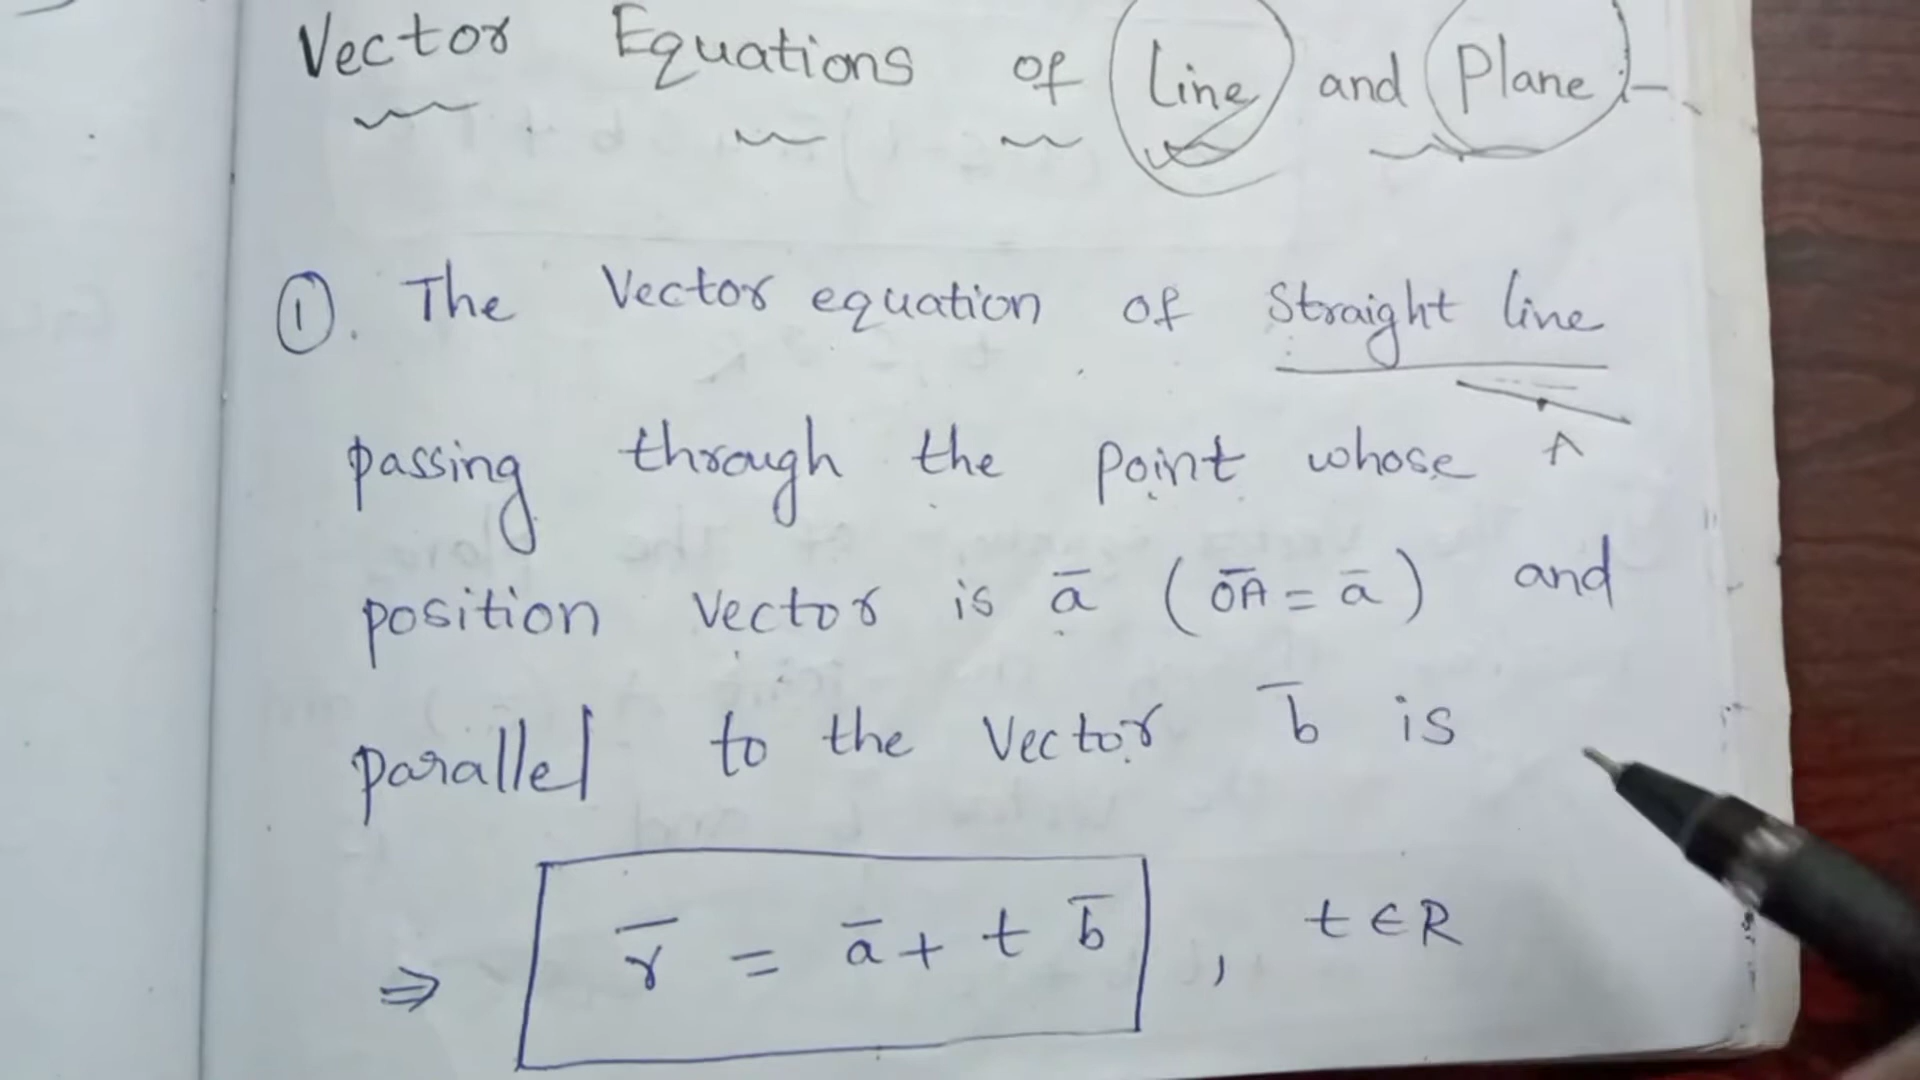 Vector Equations of Line and Plane :-
①. The Vector equation of Straight line
A
passing through the point whose
position vector is a̅ ( O̅A̅ = a̅ ) and
parallel to the vector b̅ is
⇒ r̅ = a̅ + t b̅ , t ∈ R